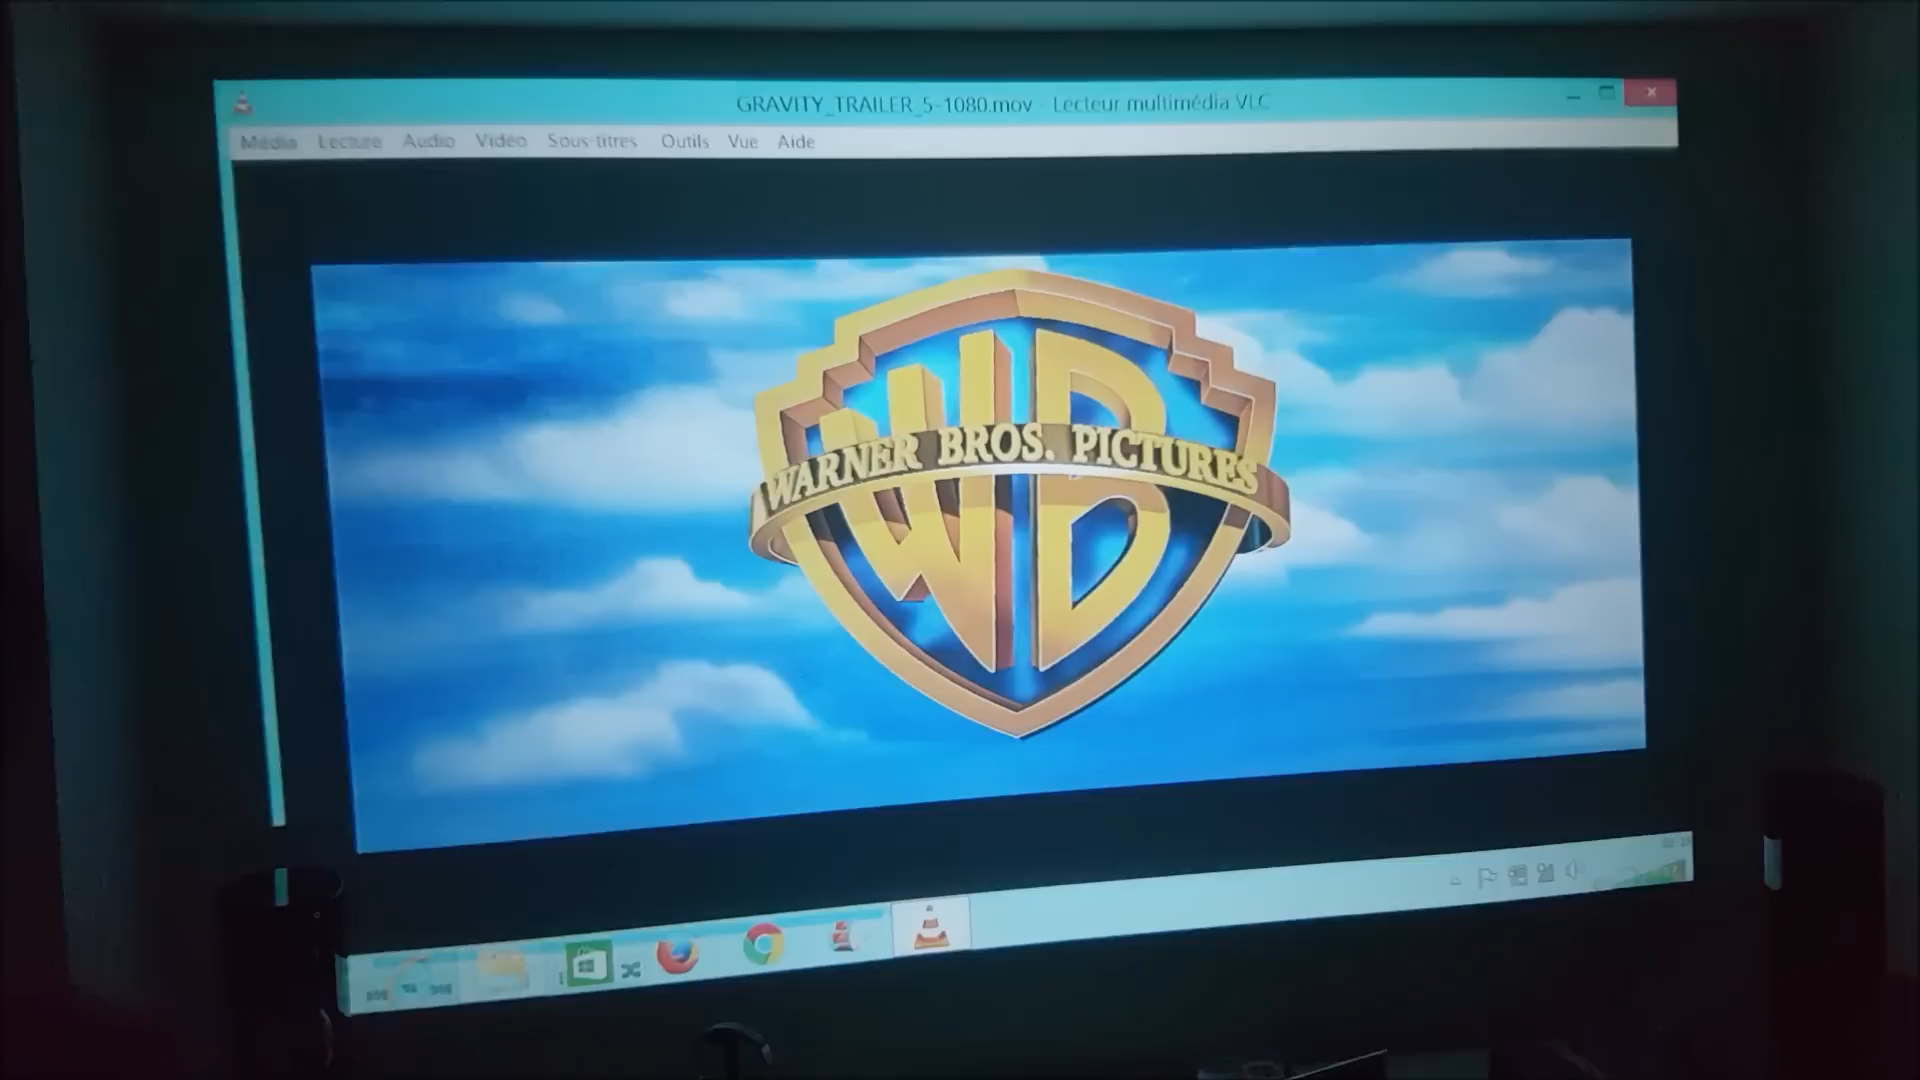 GRAVITY_TRAILER_5-1080.mov - Lecteur multimédia VLC
Média Lecture Audio Vidéo Sous-titres Outils Vue Aide
WB
WARNER BROS. PICTURES